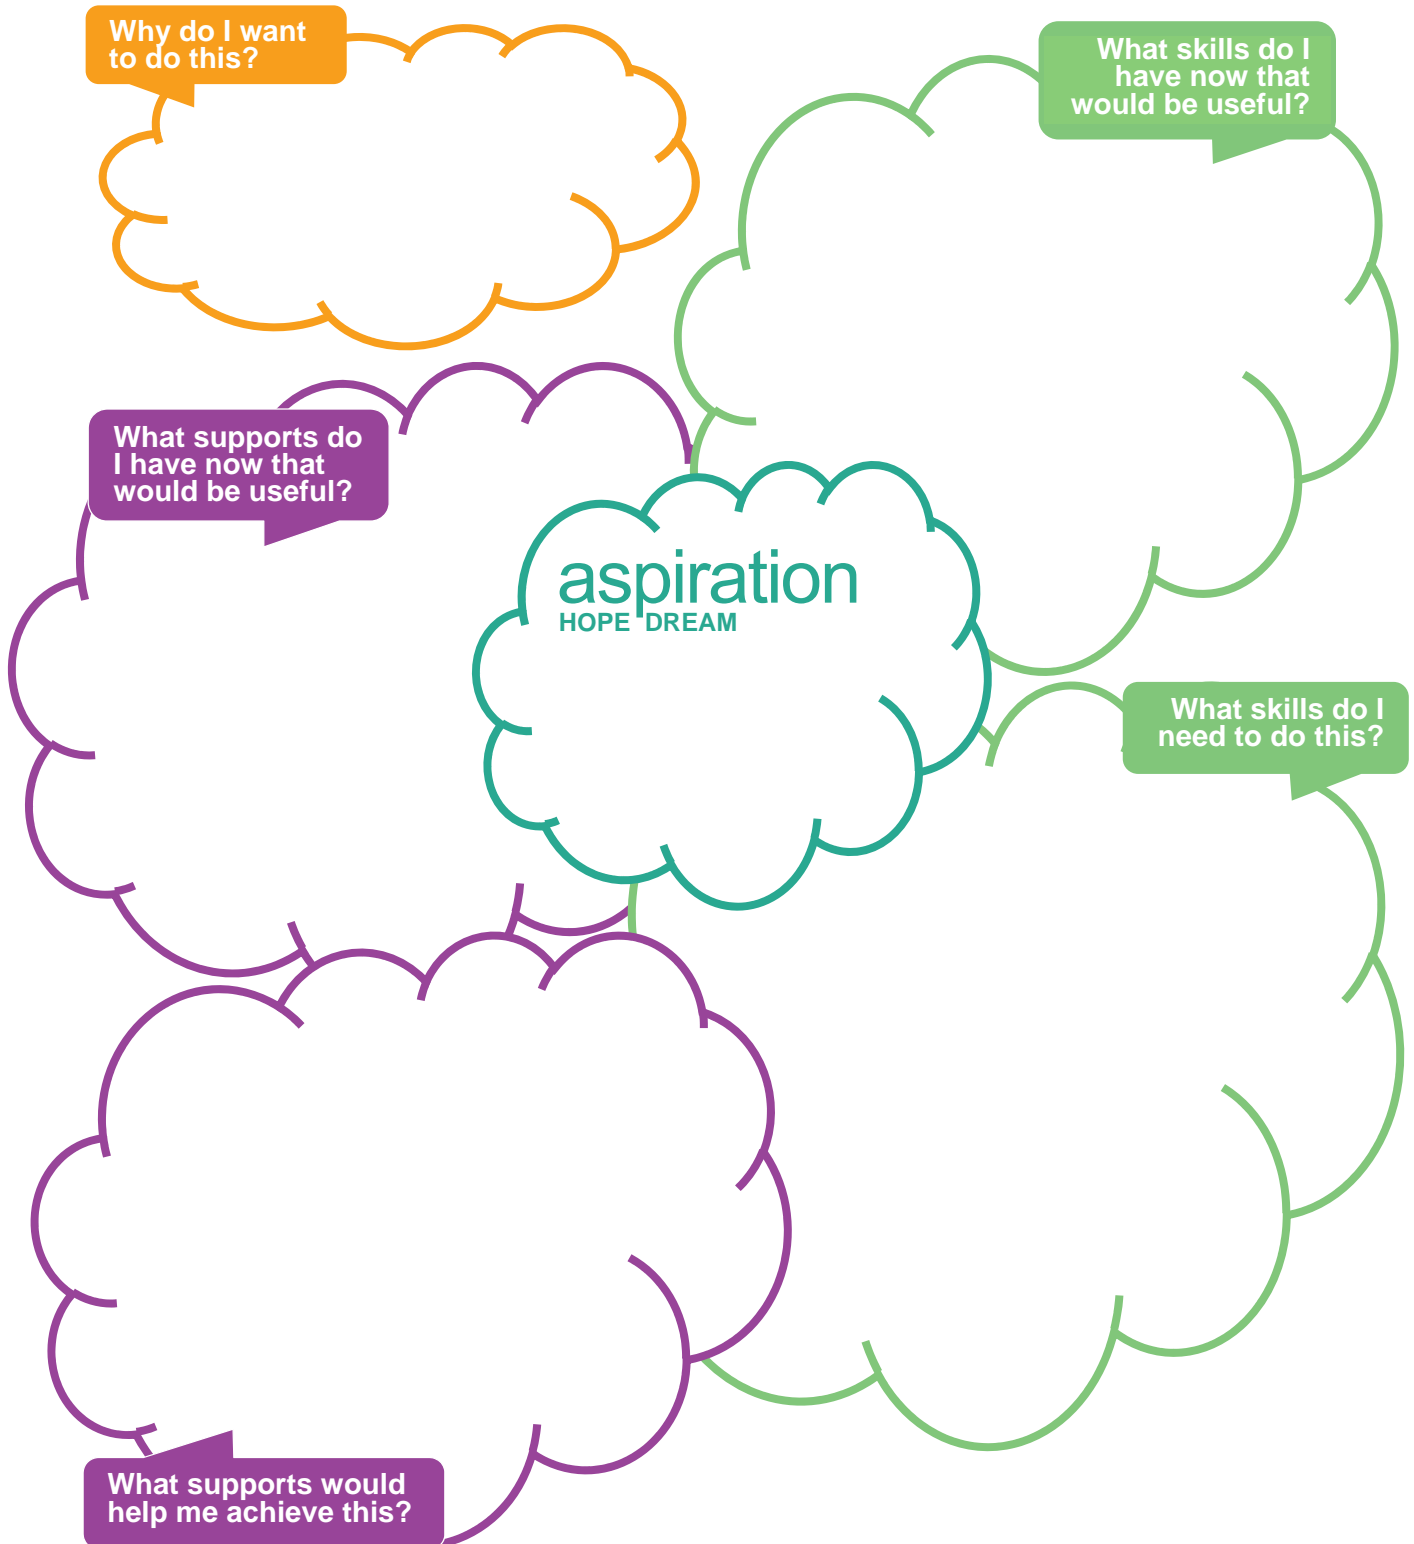 Why do I want
to do this?
What skills do I
have now that
would be useful?
What supports do
I have now that
would be useful?
aspiration
HOPE DREAM
What skills do I
need to do this?
What supports would
help me achieve this?